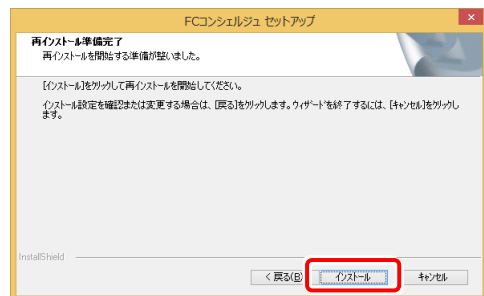 FCコンシェルジュ セットアップ
再インストール準備完了
再インストールを開始する準備が整いました。
[インストール]をクリックして再インストールを開始してください。
インストール設定を確認または変更する場合は、[戻る]をクリックします。ウィザードを終了するには、[キャンセル]をクリックし
ます。
InstallShield
< 戻る(B)
インストール
キャンセル